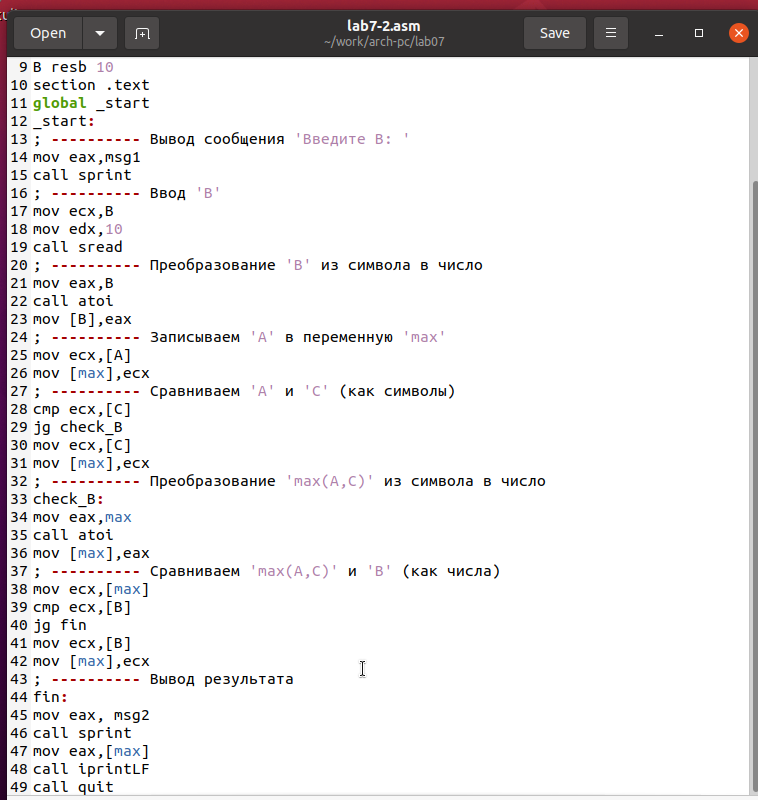 Open
lab7-2.asm
~/work/arch-pc/lab07
Save
9 B resb 10
10 section .text
11 global _start
12 _start:
13 ; ---------- Вывод сообщения 'Введите B: '
14 mov eax,msg1
15 call sprint
16 ; ---------- Ввод 'B'
17 mov ecx,B
18 mov edx,10
19 call sread
20 ; ---------- Преобразование 'B' из символа в число
21 mov eax,B
22 call atoi
23 mov [B],eax
24 ; ---------- Записываем 'A' в переменную 'max'
25 mov ecx,[A]
26 mov [max],ecx
27 ; ---------- Сравниваем 'A' и 'С' (как символы)
28 cmp ecx,[C]
29 jg check_B
30 mov ecx,[C]
31 mov [max],ecx
32 ; ---------- Преобразование 'max(A,C)' из символа в число
33 check_B:
34 mov eax,max
35 call atoi
36 mov [max],eax
37 ; ---------- Сравниваем 'max(A,C)' и 'B' (как числа)
38 mov ecx,[max]
39 cmp ecx,[B]
40 jg fin
41 mov ecx,[B]
42 mov [max],ecx
43 ; ---------- Вывод результата
44 fin:
45 mov eax, msg2
46 call sprint
47 mov eax,[max]
48 call iprintLF
49 call quit